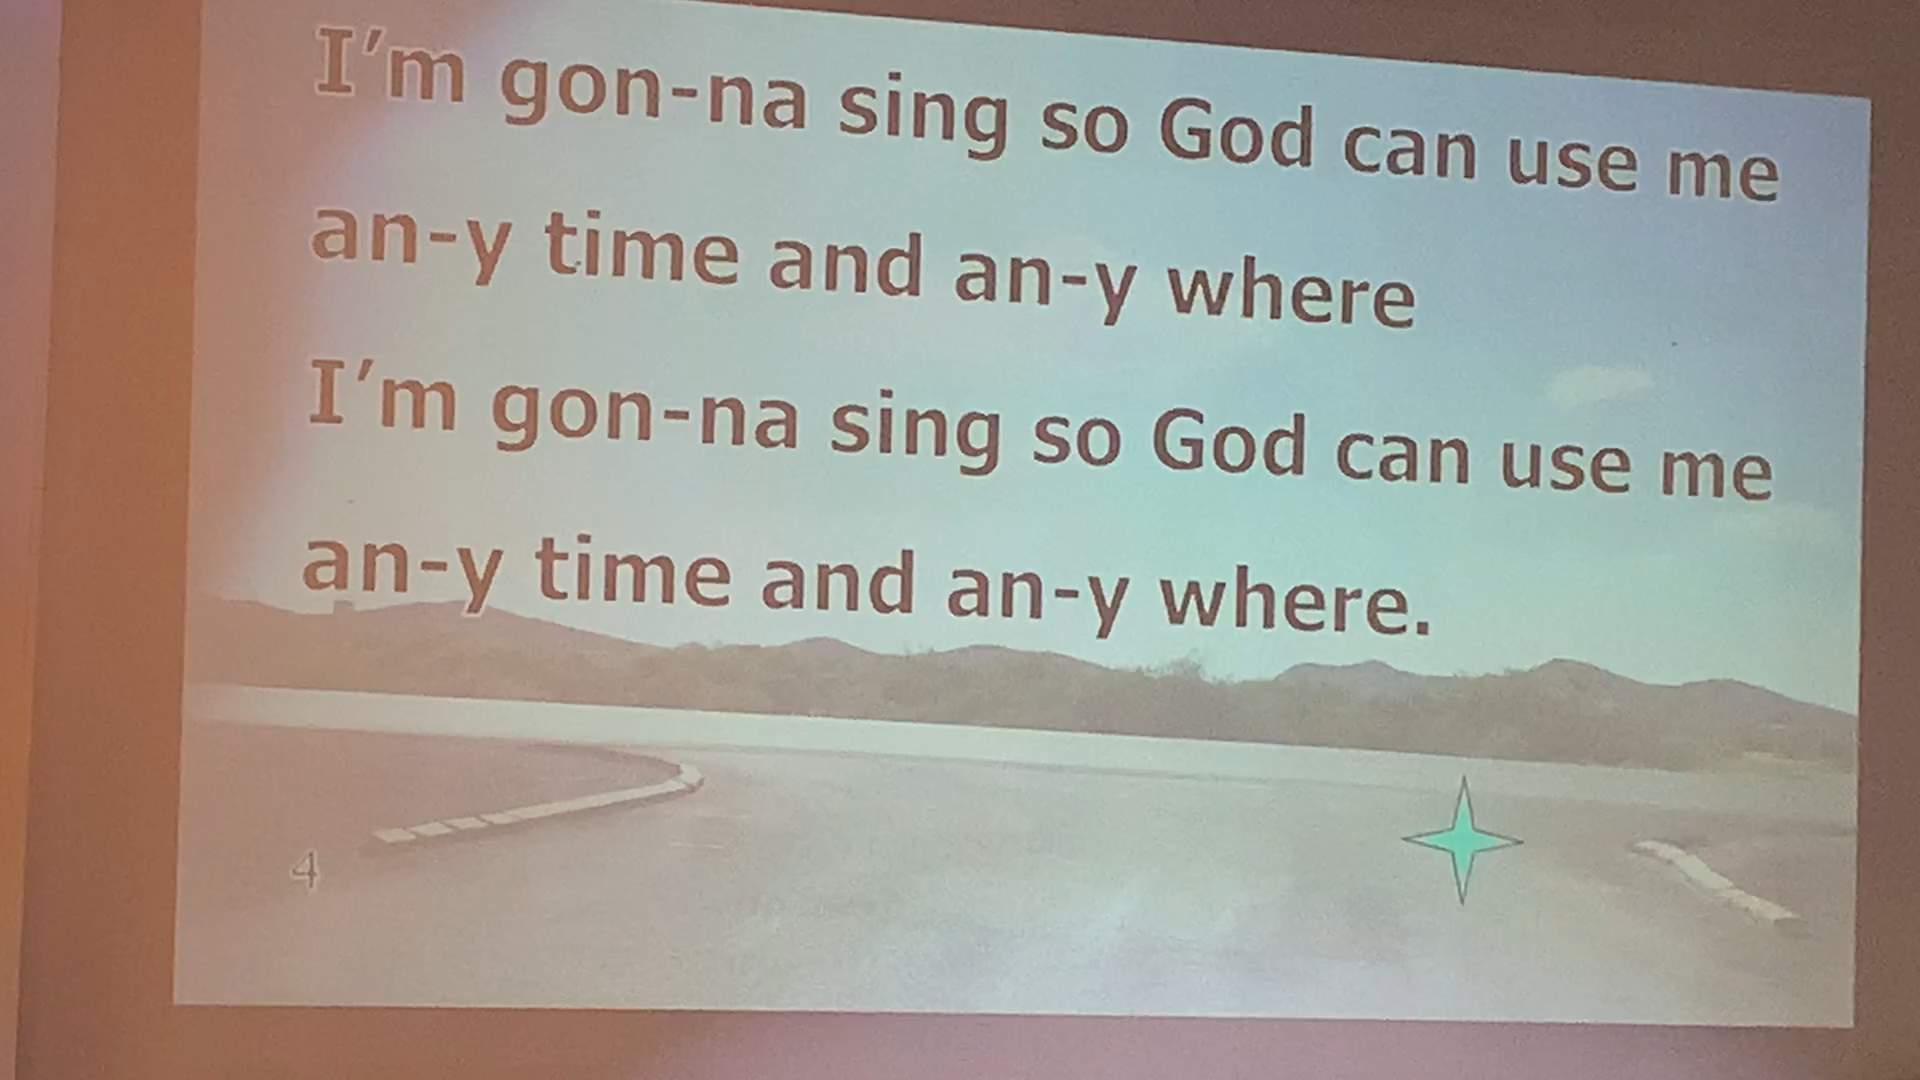 I’m gon-na sing so God can use me
an-y time and an-y where
I’m gon-na sing so God can use me
an-y time and an-y where.
4